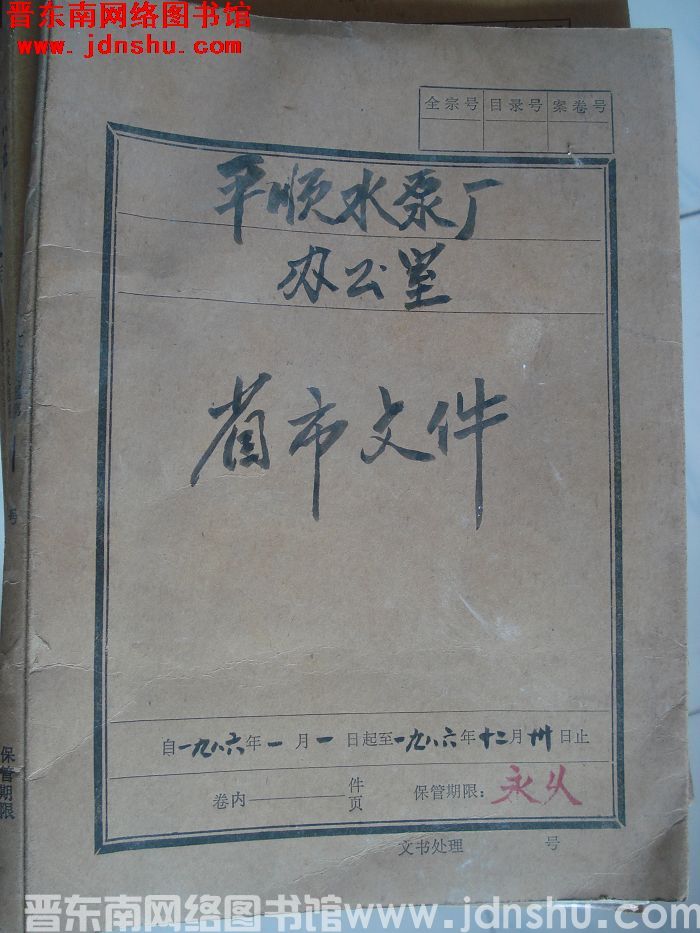 晋东南网络图书馆
www.jdnshu.com
全宗号 目录号 案卷号
平顺水泵厂
办公室
省市文件
自一九八六年一月一日起至一九八六年十二月卅日止
卷内 件页 保管期限：永久
文书处理 号
保管期限
号
晋东南网络图书馆 www.jdnshu.com